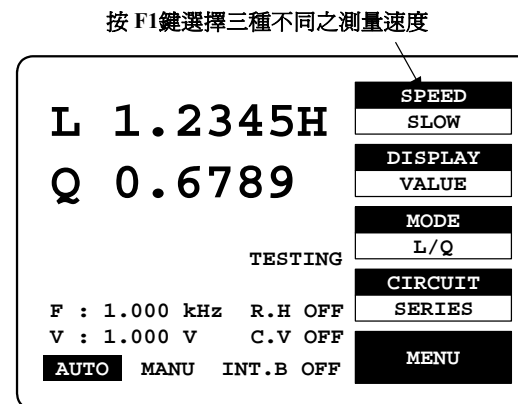 按 F1鍵選擇三種不同之測量速度
L 1.2345H
Q 0.6789
TESTING
F : 1.000 kHz R.H OFF
V : 1.000 V C.V OFF
AUTO MANU INT.B OFF
SPEED
SLOW
DISPLAY
VALUE
MODE
L/Q
CIRCUIT
SERIES
MENU